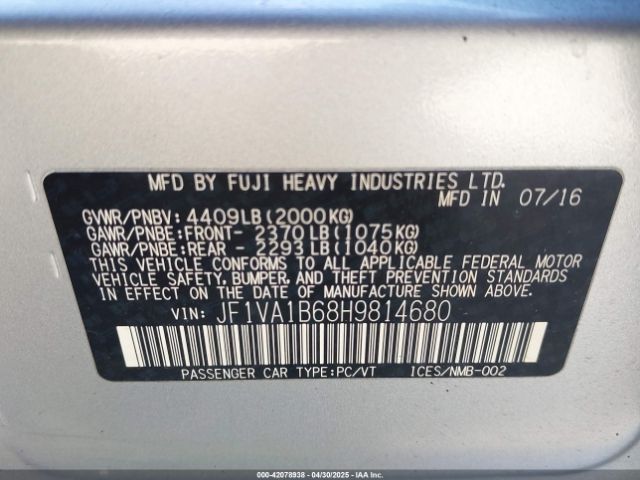 MFD BY FUJI HEAVY INDUSTRIES LTD.
MFD IN 07/16
GVWR/PNBV: 4409LB(2000KG)
GAWR/PNBE:FRONT- 2370LB(1075KG)
GAWR/PNBE:REAR - 2293LB(1040KG)
THIS VEHICLE CONFORMS TO ALL APPLICABLE FEDERAL MOTOR
VEHICLE SAFETY, BUMPER, AND THEFT PREVENTION STANDARDS
IN EFFECT ON THE DATE OF MANUFACTURE SHOWN ABOVE.
VIN: JF1VA1B68H9814680
PASSENGER CAR TYPE:PC/VT 1CES/NMB-002
000-42078938 - 04/30/2025 - IAAI.COM